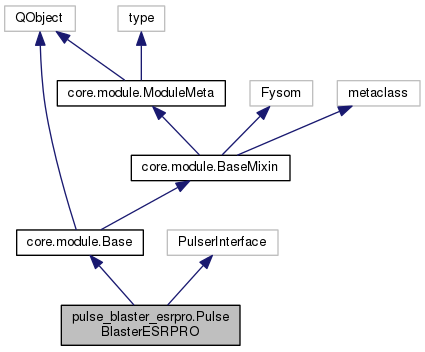 QObject
type
core.module.ModuleMeta
Fysom
metaclass
core.module.BaseMixin
core.module.Base
PulserInterface
pulse_blaster_esrpro.Pulse
BlasterESRPRO